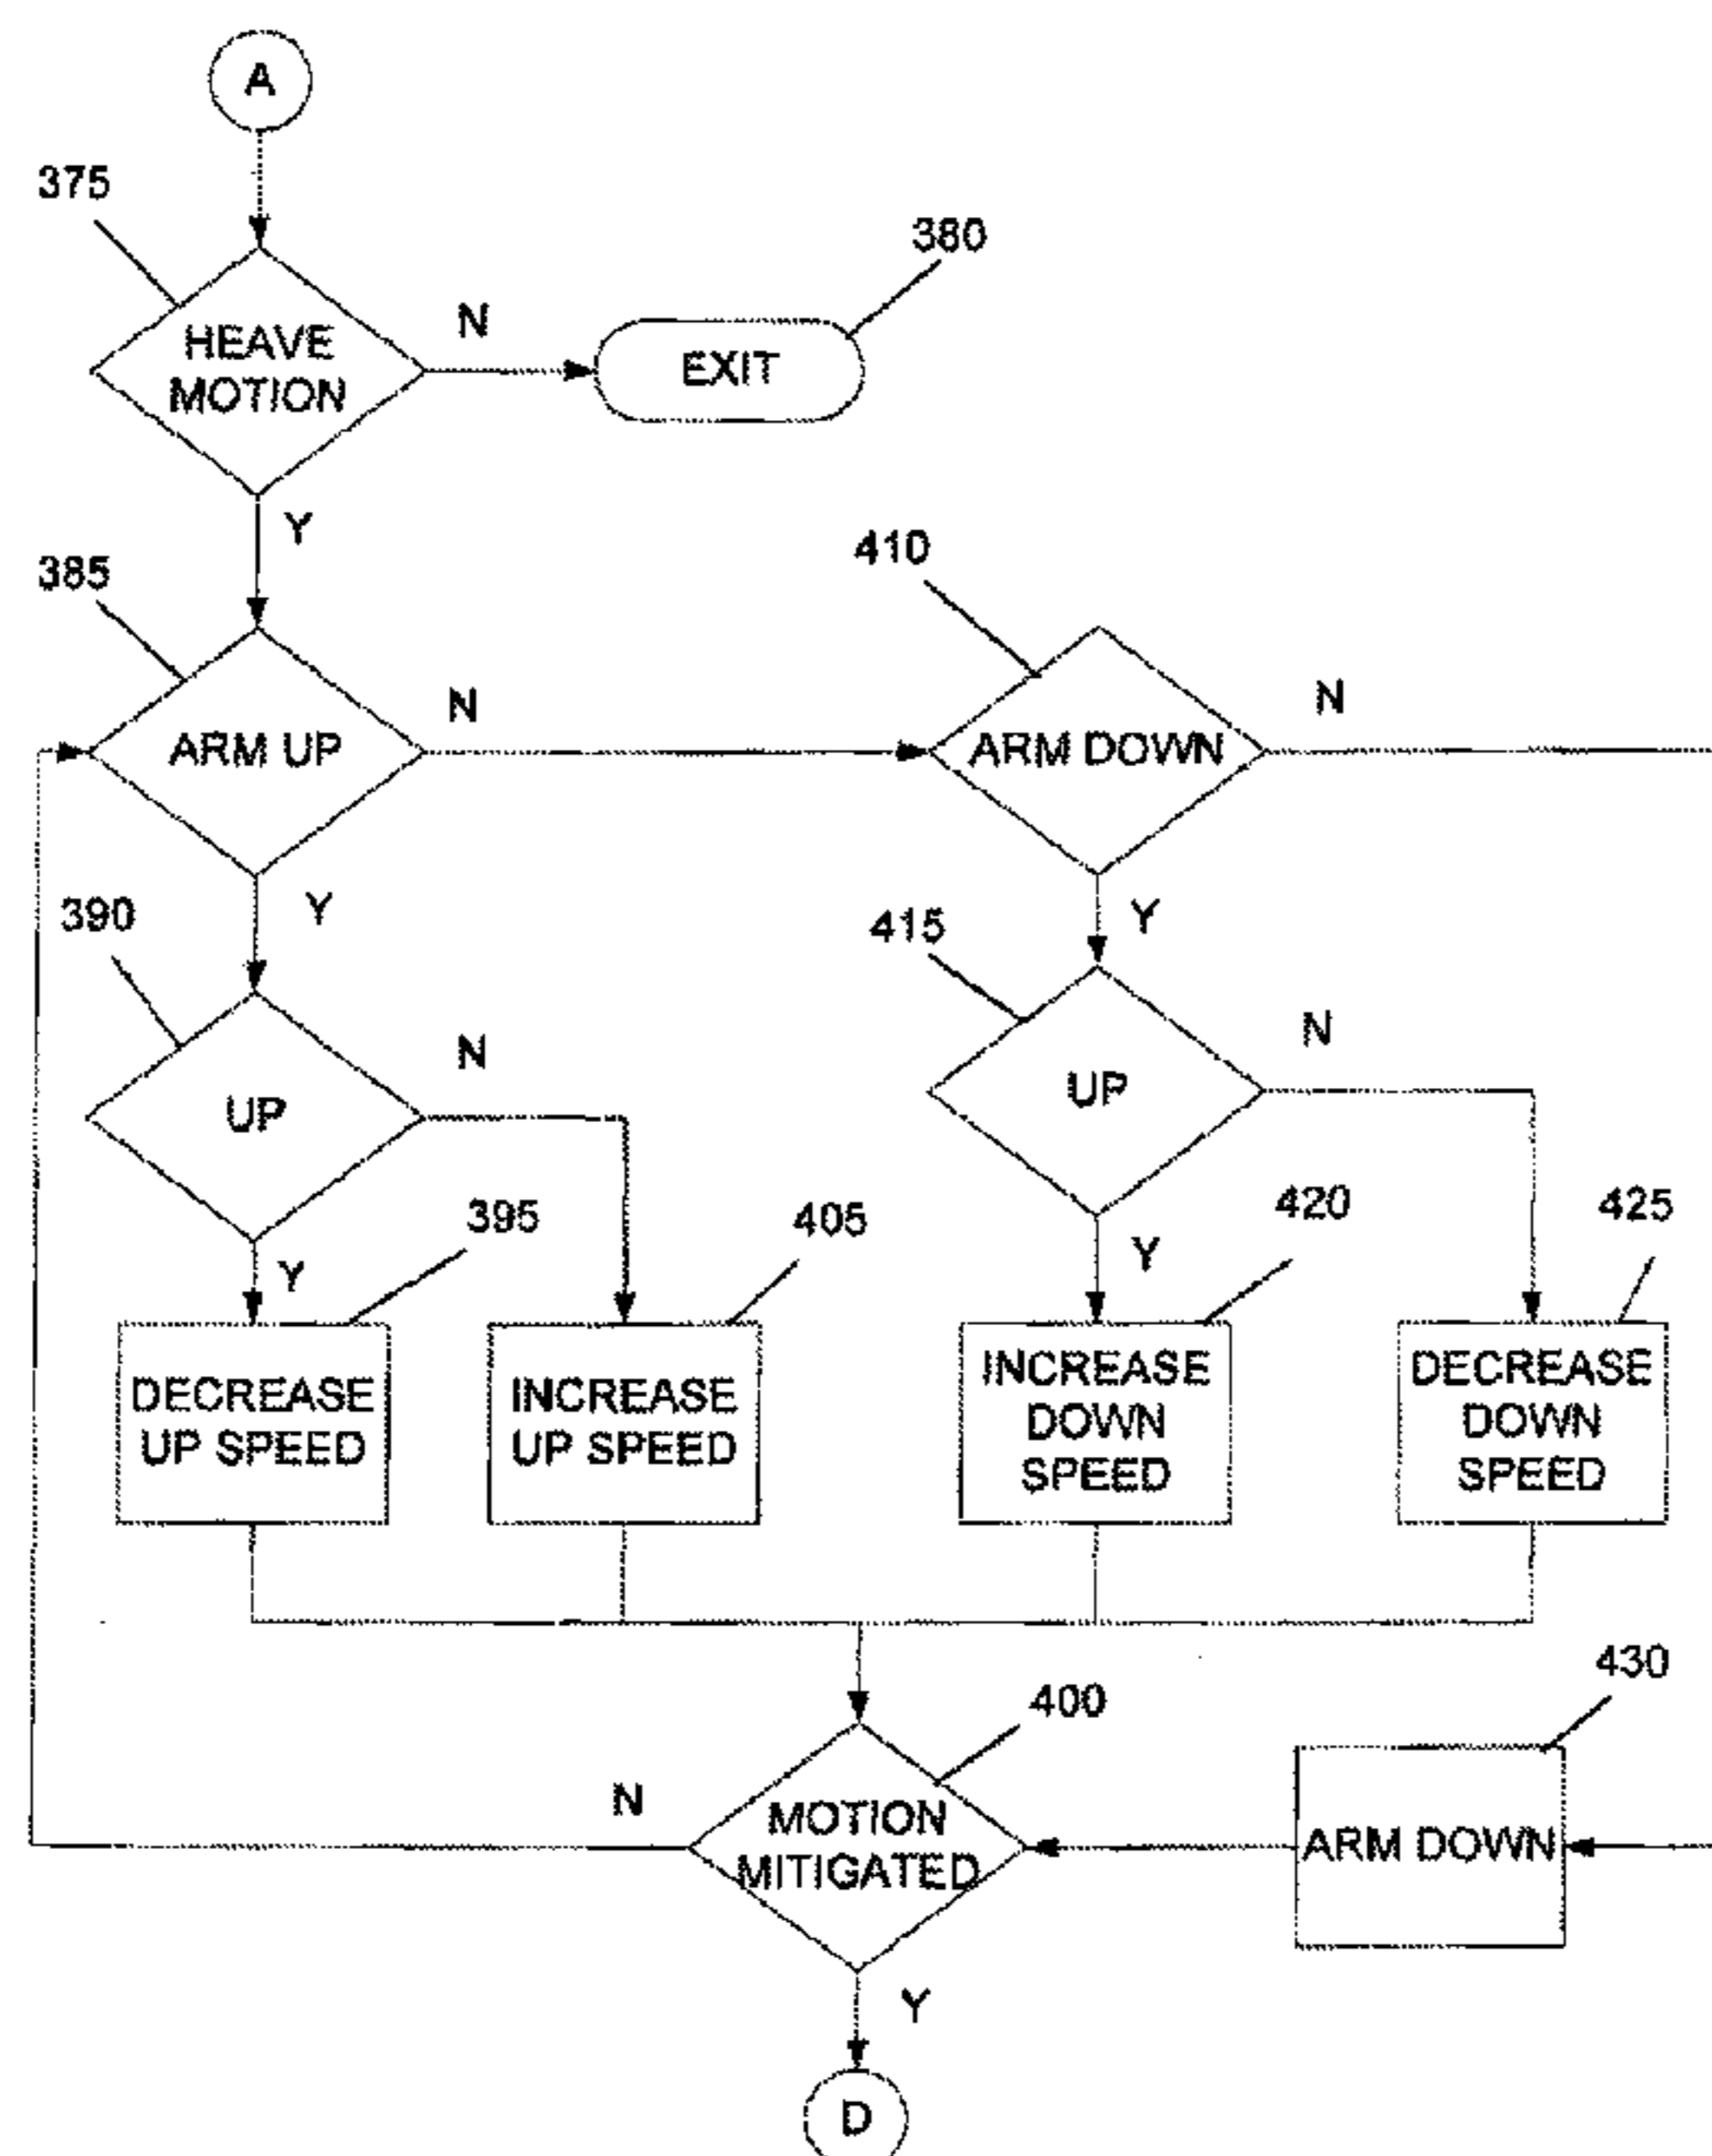 A
375
HEAVE
MOTION
N
380
EXIT
Y
385
ARM UP
N
410
ARM DOWN
N
Y
390
UP
N
Y
415
UP
N
Y
395
DECREASE
UP SPEED
405
INCREASE
UP SPEED
Y
420
INCREASE
DOWN
SPEED
425
DECREASE
DOWN
SPEED
400
MOTION
MITIGATED
N
430
ARM DOWN
Y
D